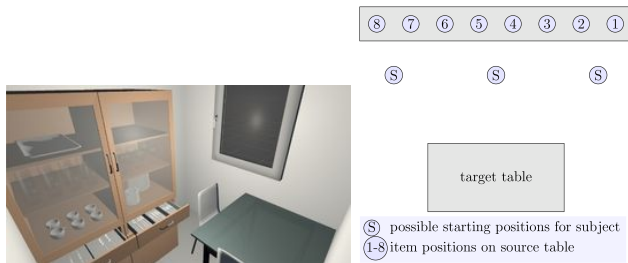 8 7 6 5 4 3 2 1
S S S
target table
S possible starting positions for subject
1-8 item positions on source table